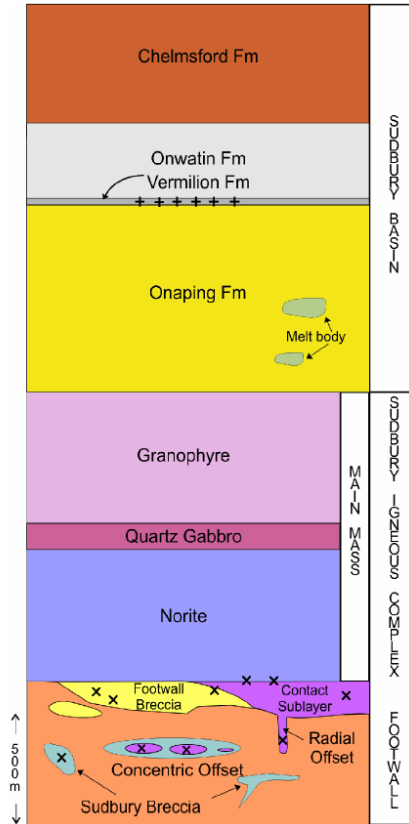 Chelmsford Fm
Onwatin Fm
Vermilion Fm
Onaping Fm
Melt body
SUDBURY BASIN
Granophyre
Quartz Gabbro
Norite
MAIN MASS
SUDBURY IGNEOUS COMPLEX
Footwall
Breccia
Contact
Sublayer
Radial
Offset
Concentric Offset
Sudbury Breccia
500m
FOOTWALL